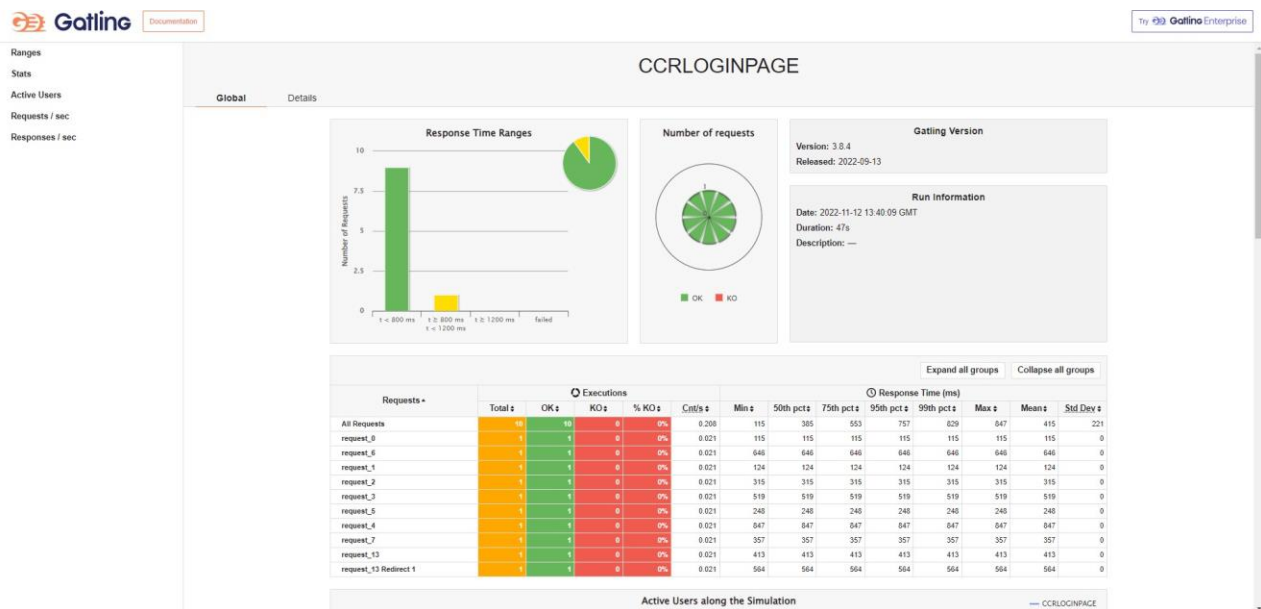 Gatling Documentation Try Gatling Enterprise
Ranges
Stats
Active Users
Requests / sec
Responses / sec
CCRLOGINPAGE
Global Details
Response Time Ranges
Number of Requests
10
7.5
5
2.5
0
t < 800 ms
t ≥ 800 ms
t < 1200 ms
t ≥ 1200 ms
failed
Number of requests
1
0
OK KO
Gatling Version
Version: 3.8.4
Released: 2022-09-13
Run Information
Date: 2022-11-12 13:40:09 GMT
Duration: 47s
Description: —
Expand all groups Collapse all groups
Requests Executions Response Time (ms)
Total OK KO % KO Cnt/s Min 50th pct 75th pct 95th pct 99th pct Max Mean Std Dev
All Requests 10 10 0 0% 0.208 115 385 553 757 829 847 415 221
request_0 1 1 0 0% 0.021 115 115 115 115 115 115 115 0
request_6 1 1 0 0% 0.021 646 646 646 646 646 646 646 0
request_1 1 1 0 0% 0.021 124 124 124 124 124 124 124 0
request_2 1 1 0 0% 0.021 315 315 315 315 315 315 315 0
request_3 1 1 0 0% 0.021 519 519 519 519 519 519 519 0
request_5 1 1 0 0% 0.021 248 248 248 248 248 248 248 0
request_4 1 1 0 0% 0.021 847 847 847 847 847 847 847 0
request_7 1 1 0 0% 0.021 357 357 357 357 357 357 357 0
request_13 1 1 0 0% 0.021 413 413 413 413 413 413 413 0
request_13 Redirect 1 1 1 0 0% 0.021 564 564 564 564 564 564 564 0
Active Users along the Simulation
CCRLOGINPAGE